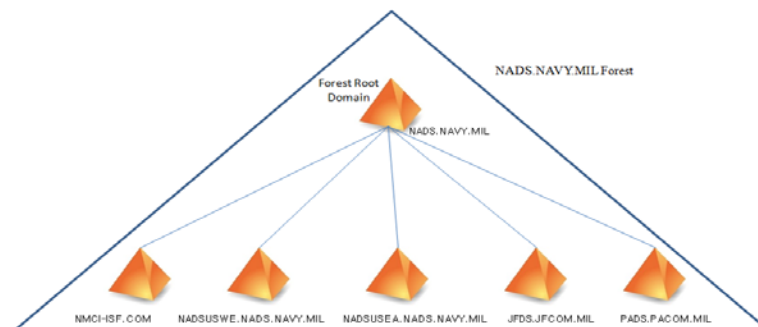 NADS.NAVY.MIL Forest
Forest Root
Domain
NADS.NAVY.MIL
NMCI-ISF.COM
NADSUSWE.NADS.NAVY.MIL
NADSUSEA.NADS.NAVY.MIL
JFDS.JFCOM.MIL
PADS.PACOM.MIL